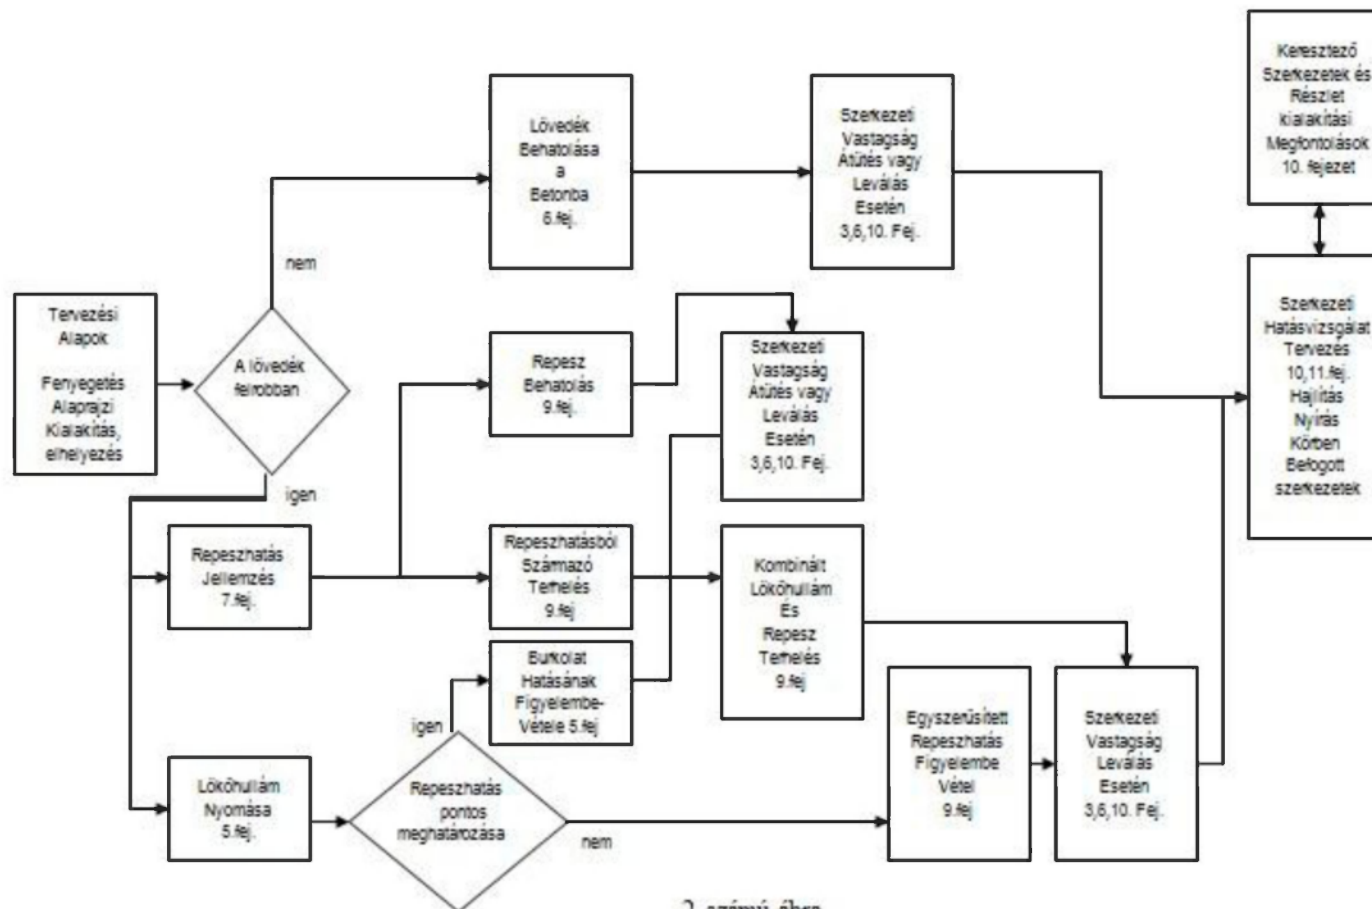 Keresztező
Szerkezetek és
Részlet
kialakítási
Megfontolások
10. fejezet
Lövedék
Behatolása
a
Betonba
6.fej.
Szerkezeti
Vastagság
Átütés vagy
Leválás
Esetén
3,6,10. Fej.
nem
Tervezési
Alapok
Fenyegetés
Alaprajzi
Kialakítás,
elhelyezés
A lövedék
felrobban
igen
Repesz
Behatolás
9.fej.
Szerkezeti
Vastagság
Átütés vagy
Leválás
Esetén
3,6,10. Fej.
Szerkezeti
Hatásvizsgálat
Tervezés
10,11.fej.
Hajlítás
Nyírás
Körben
Befogott
szerkezetek
Repeszhatás
Jellemzés
7.fej.
Repeszhatásból
Származó
Terhelés
9.fej
Kombinált
Lökőhullám
És
Repesz
Terhelés
9.fej
Burkolat
Hatásának
Figyelembe-
Vétele 5.fej
igen
Lökőhullám
Nyomása
5.fej.
Repeszhatás
pontos
meghatározása
nem
Egyszerűsített
Repeszhatás
Figyelembe
Vétel
9.fej
Szerkezeti
Vastagság
Leválás
Esetén
3,6,10. Fej.
2. számú ábra